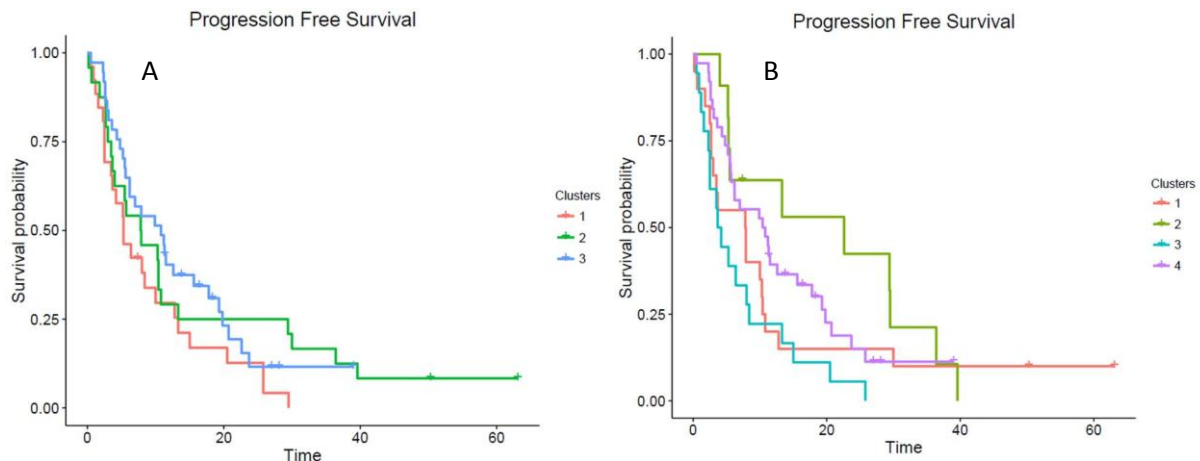 Progression Free Survival
A
Survival probability
1.00
0.75
0.50
0.25
0.00
0
20
40
60
Time
Clusters
1
2
3
Progression Free Survival
B
Survival probability
1.00
0.75
0.50
0.25
0.00
0
20
40
60
Time
Clusters
1
2
3
4